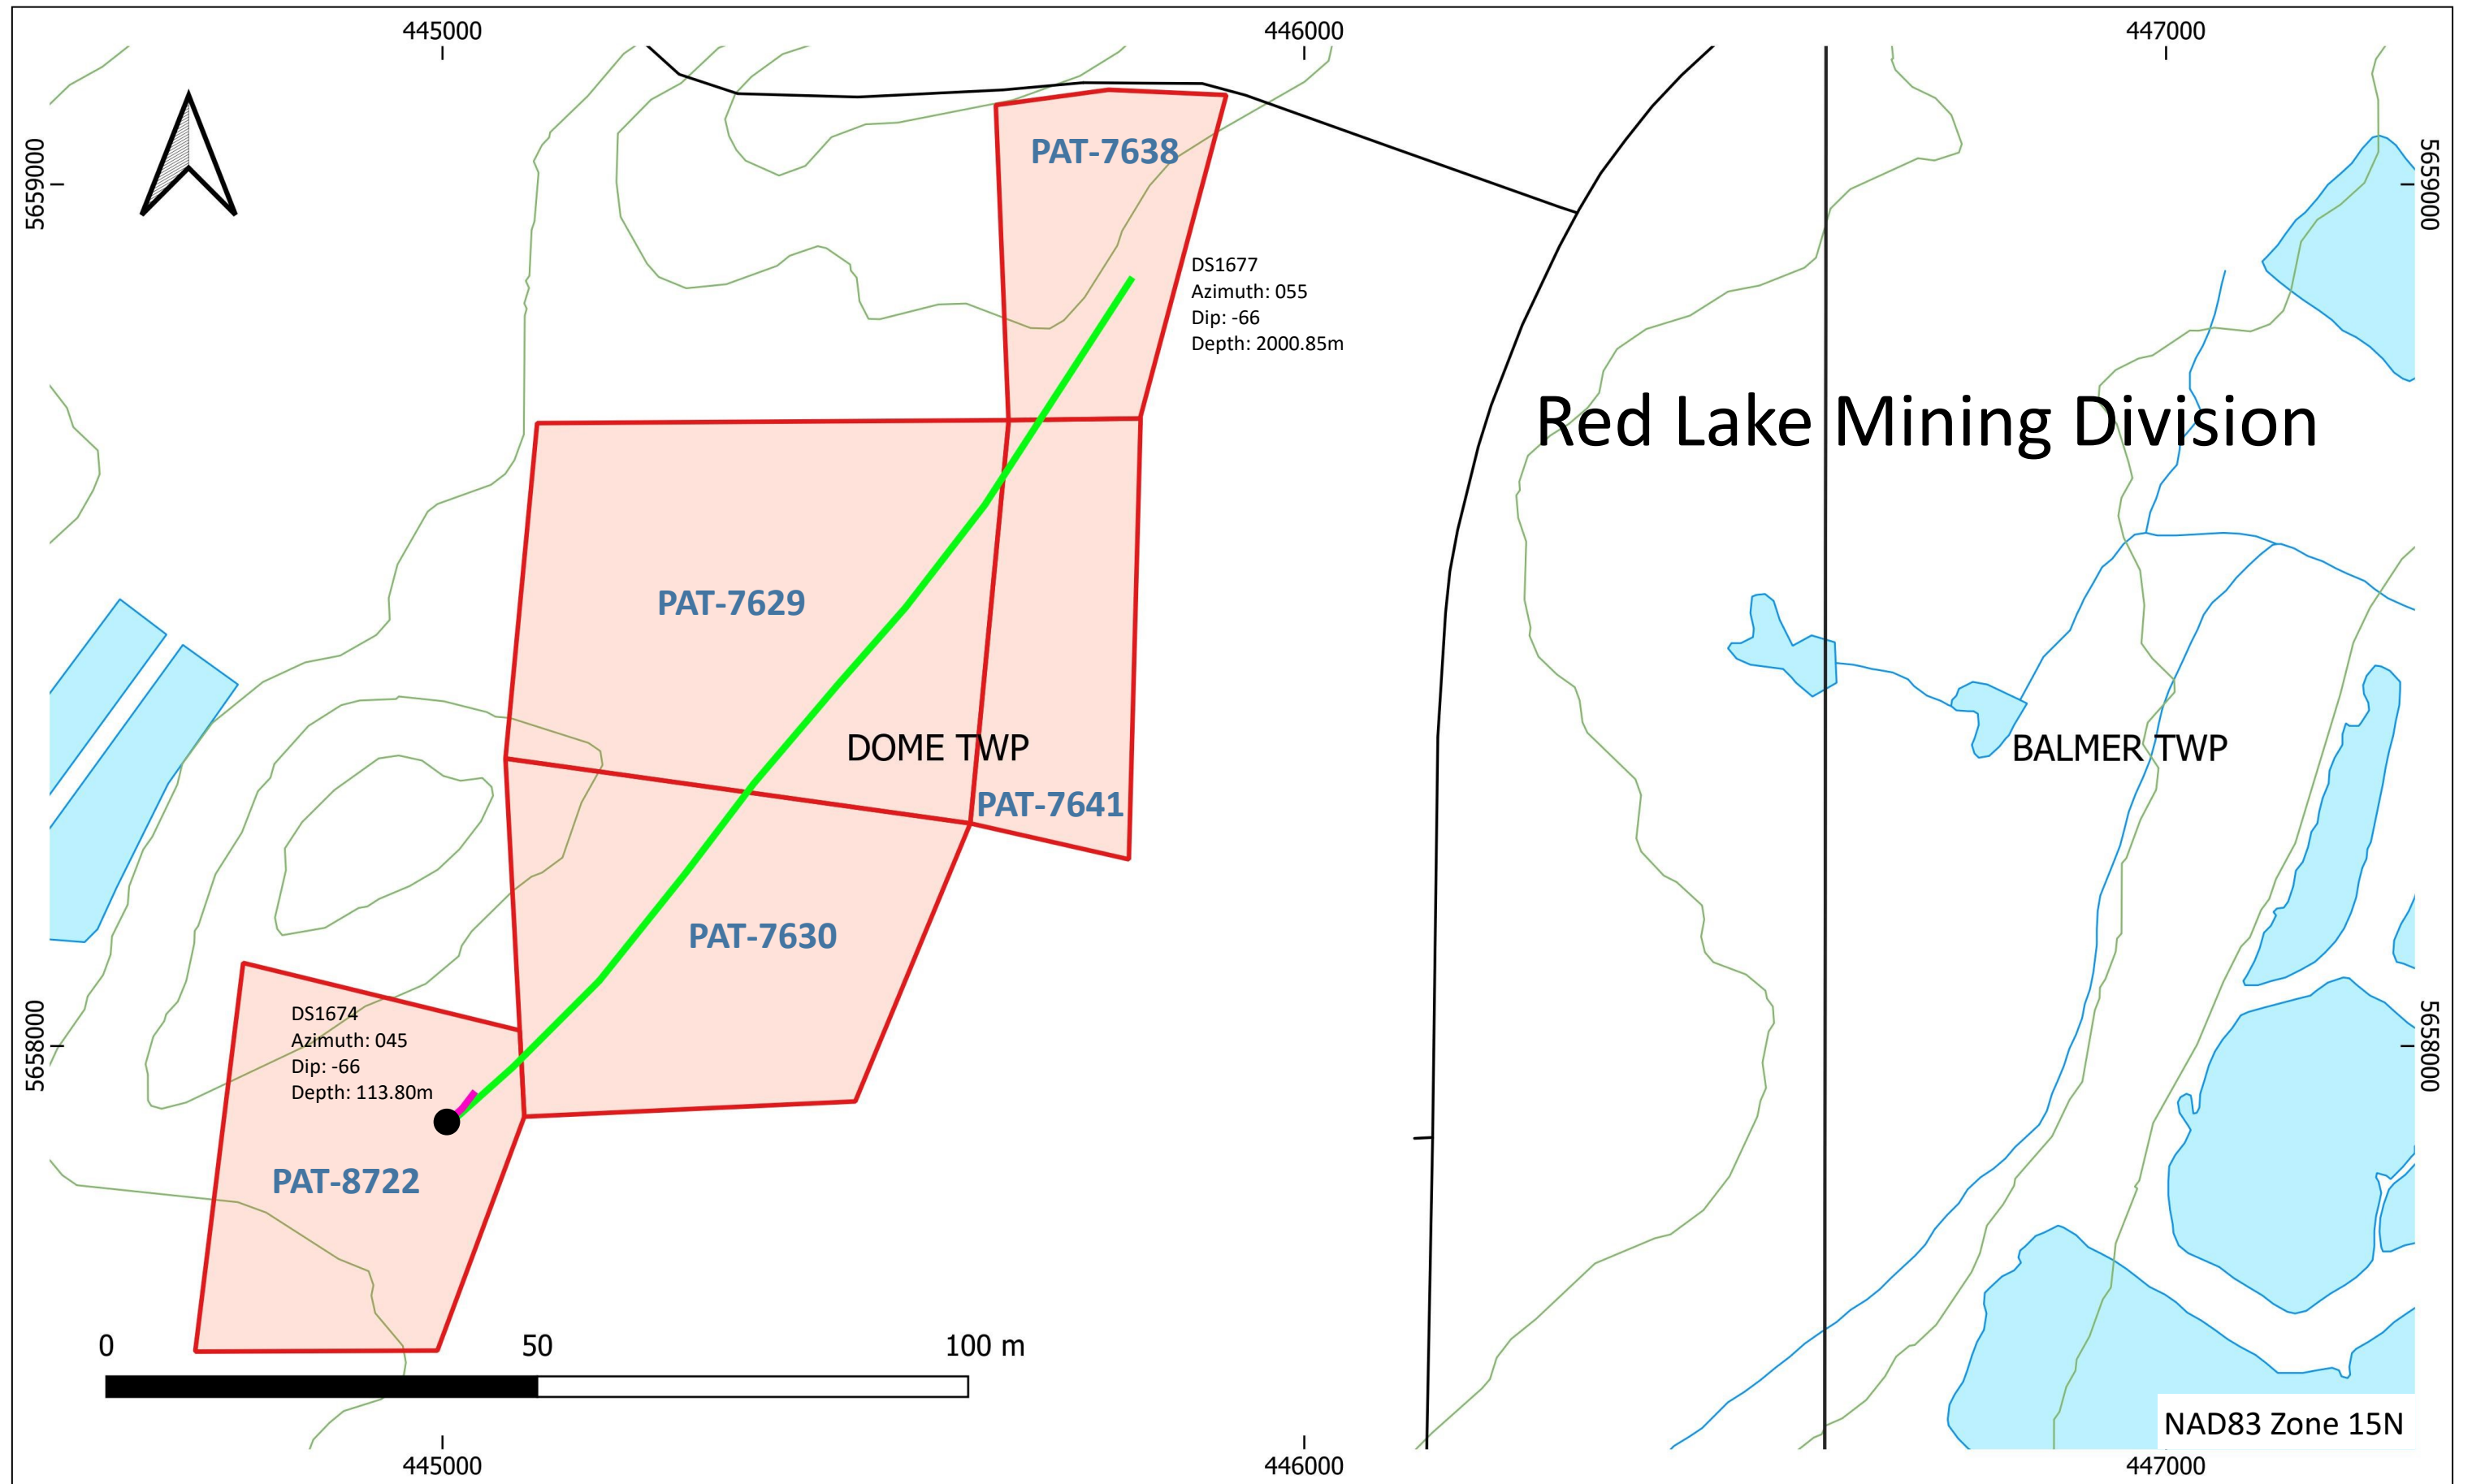 445000
446000
447000
5659000
5659000
PAT-7638
DS1677
Azimuth: 055
Dip: -66
Depth: 2000.85m
Red Lake Mining Division
PAT-7629
DOME TWP
BALMER TWP
PAT-7641
PAT-7630
DS1674
Azimuth: 045
Dip: -66
Depth: 113.80m
5658000
5658000
PAT-8722
0 50 100 m
NAD83 Zone 15N
445000
446000
447000